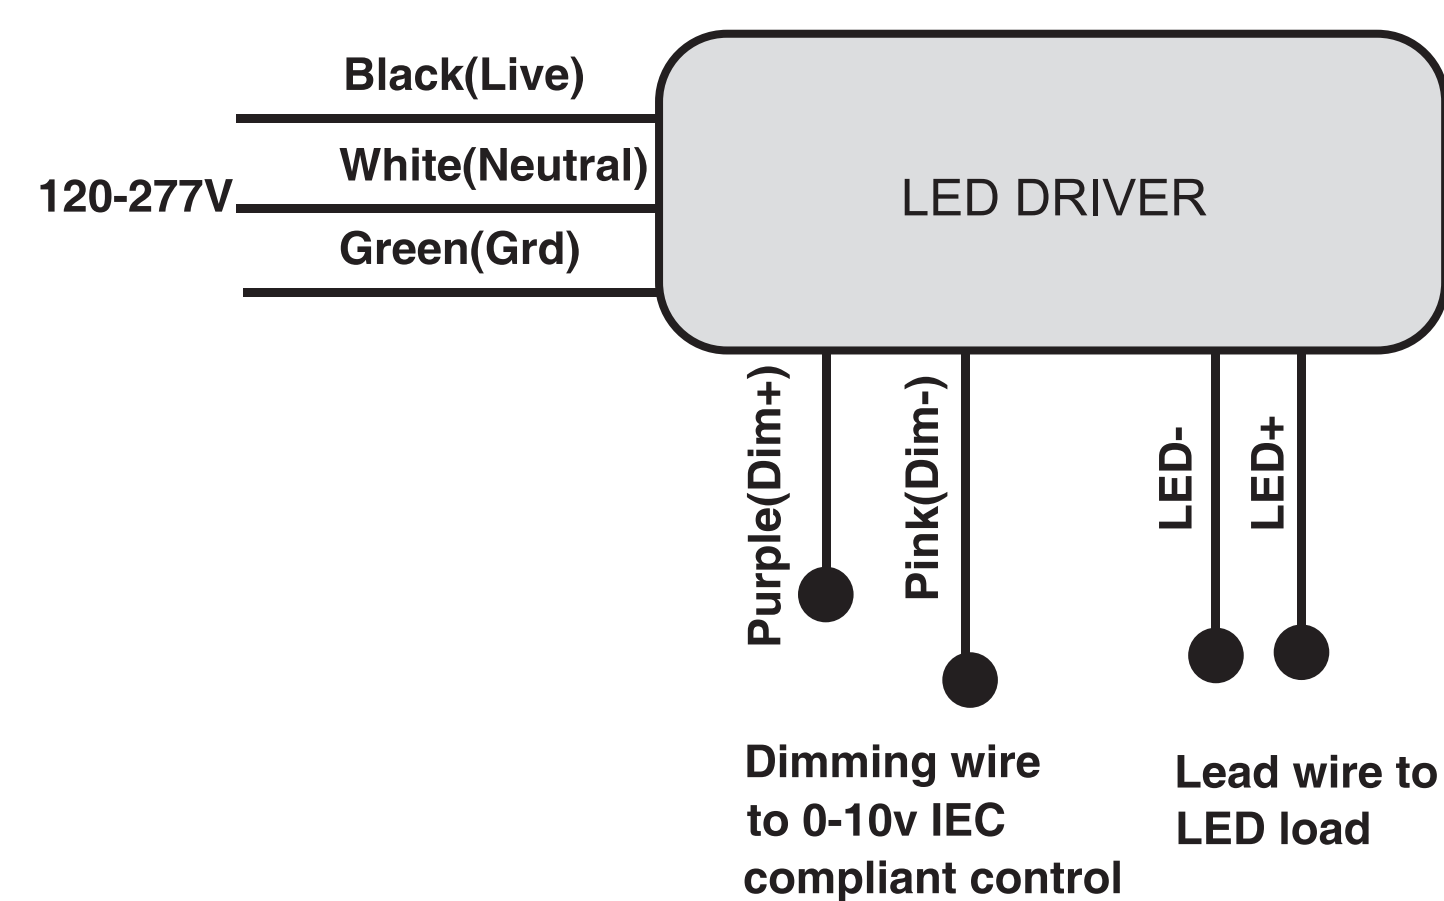 Black(Live)
White(Neutral)
120-277V
Green(Grd)
LED DRIVER
Purple(Dim+)
Pink(Dim-)
LED-
LED+
Dimming wire
to 0-10v IEC
compliant control
Lead wire to
LED load